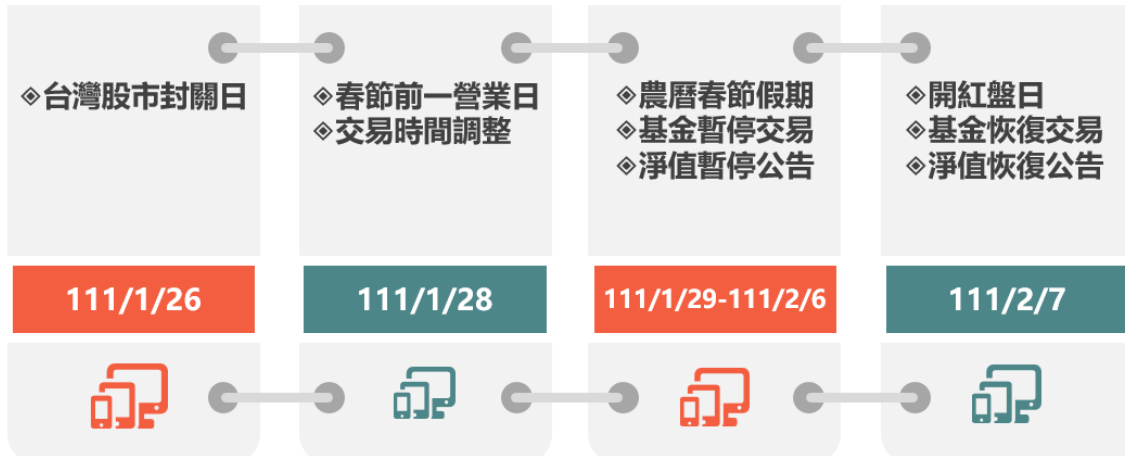 ◈台灣股市封關日
◈春節前一營業日
◈交易時間調整
◈農曆春節假期
◈基金暫停交易
◈淨值暫停公告
◈開紅盤日
◈基金恢復交易
◈淨值恢復公告
111/1/26
111/1/28
111/1/29-111/2/6
111/2/7